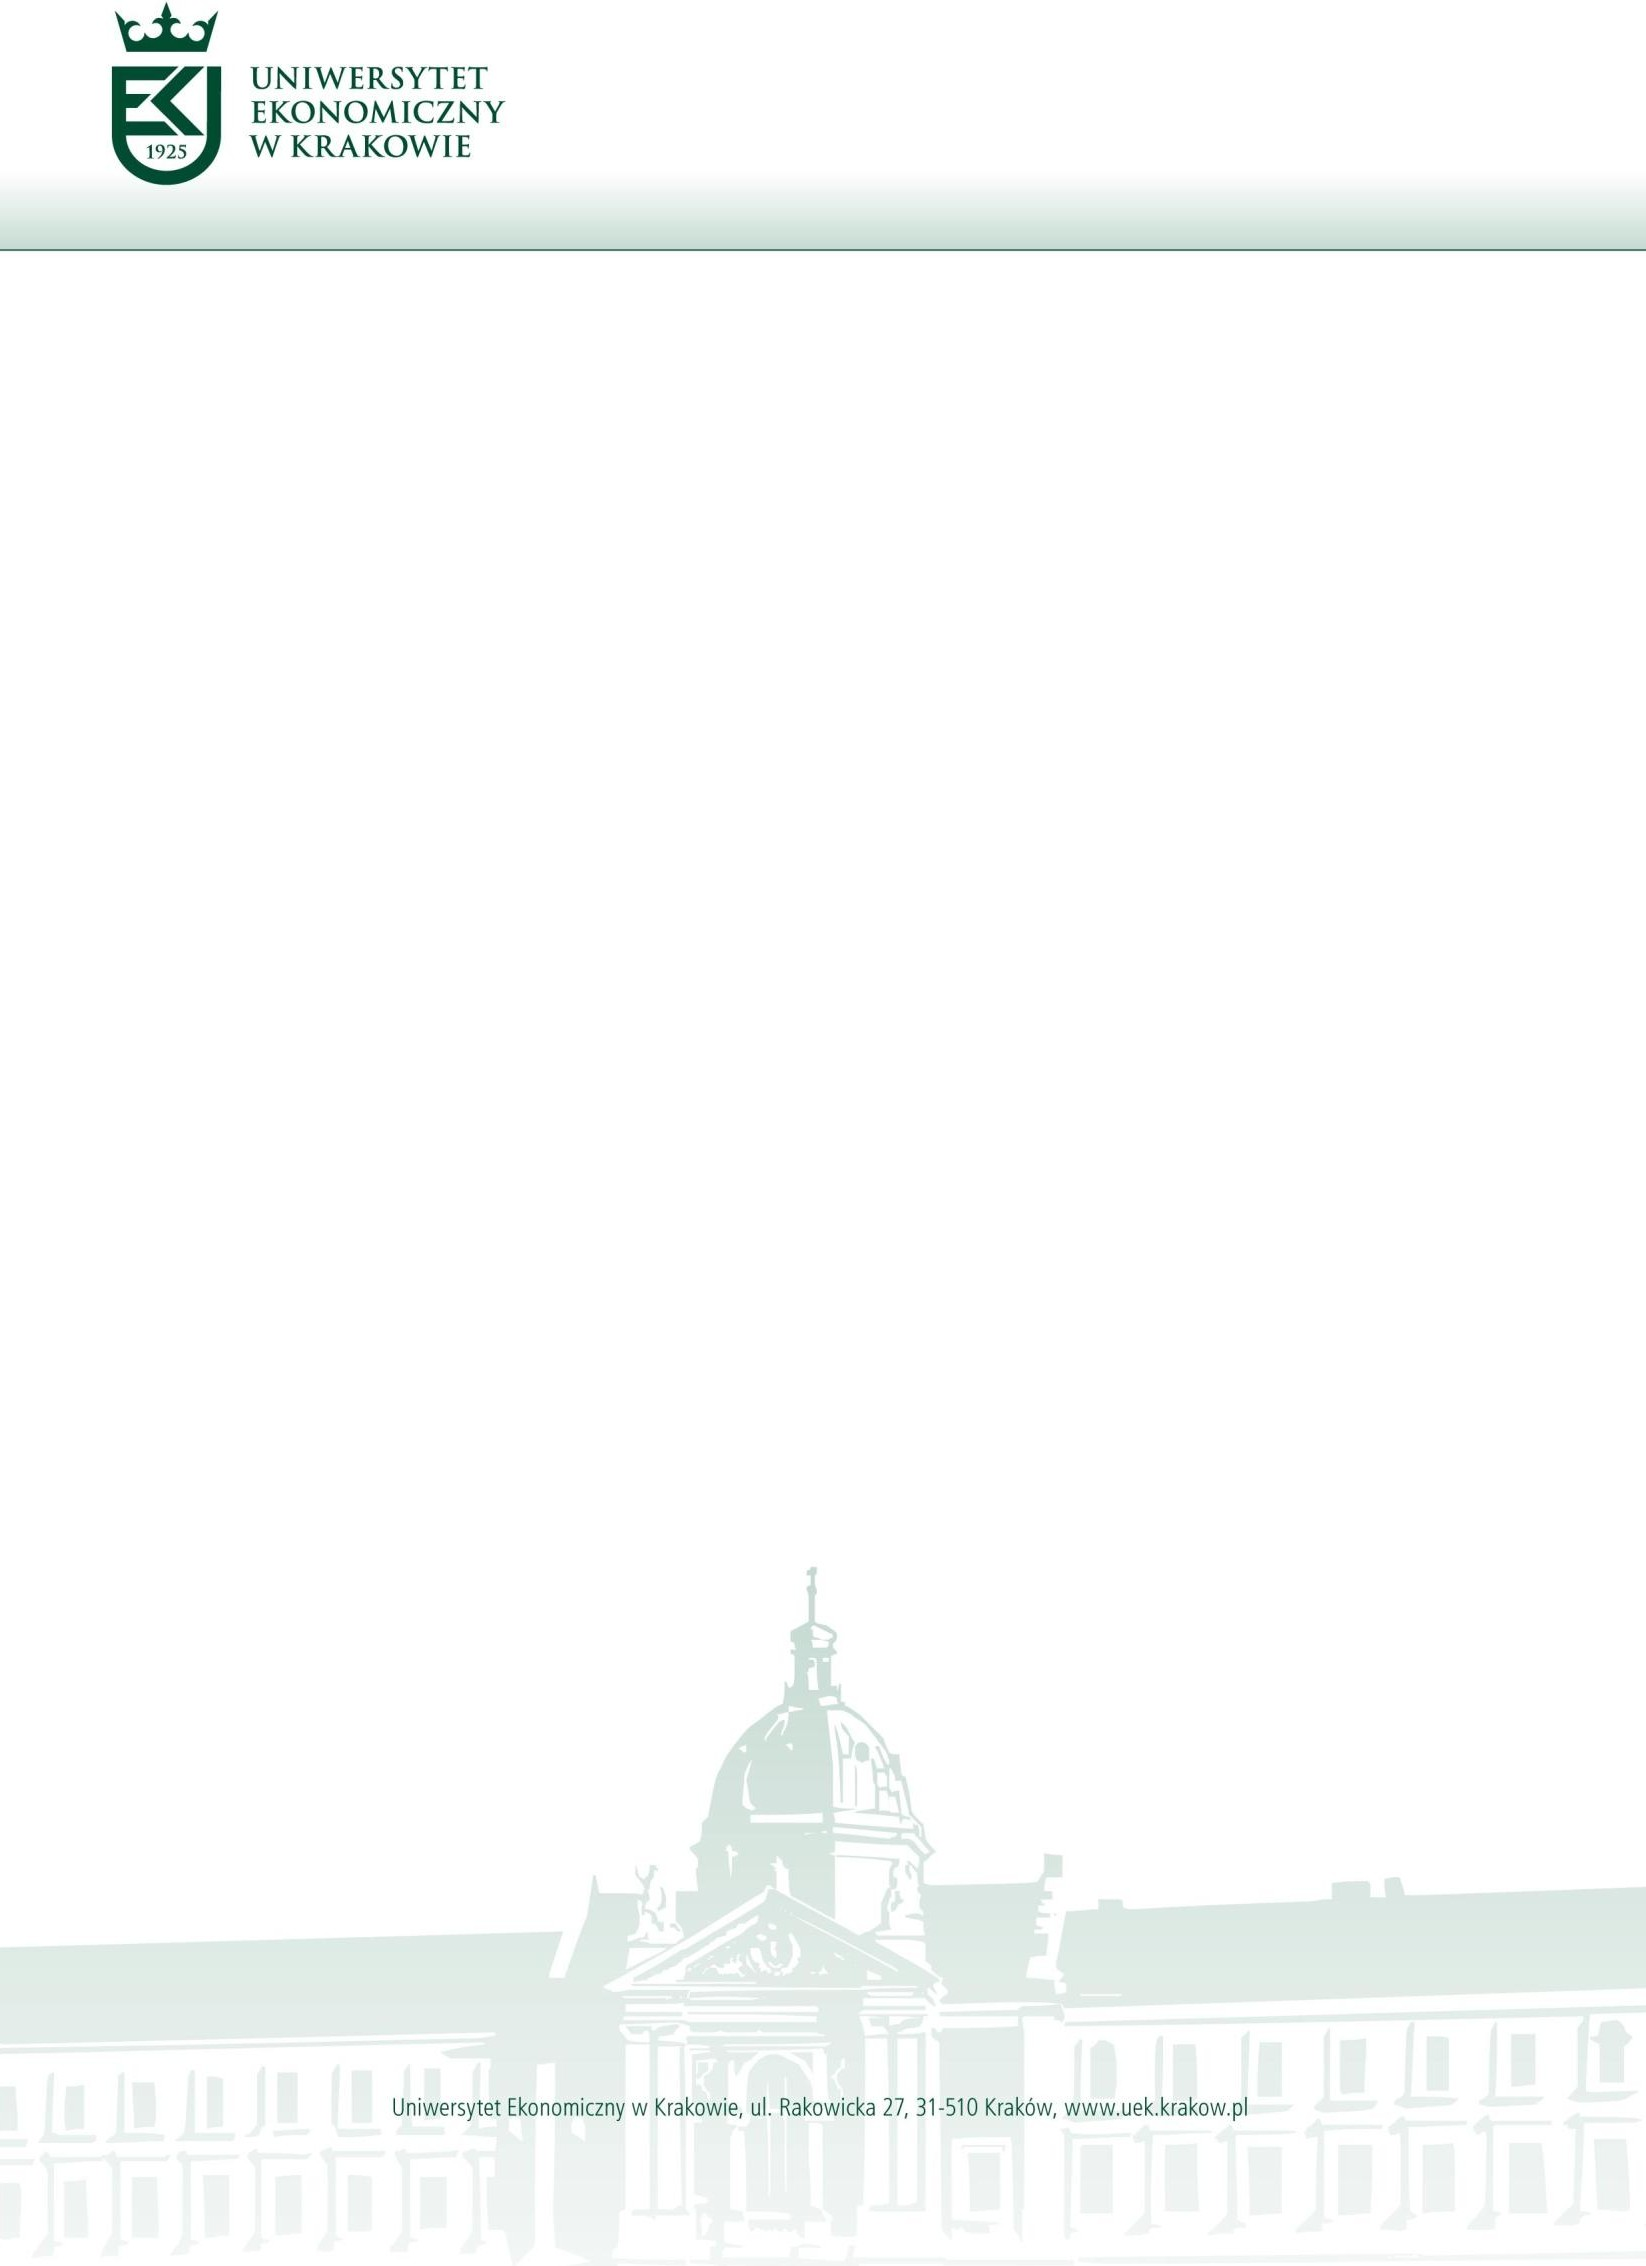 1925
UNIWERSYTET
EKONOMICZNY
W KRAKOWIE
Uniwersytet Ekonomiczny w Krakowie, ul. Rakowicka 27, 31-510 Kraków, www.uek.krakow.pl